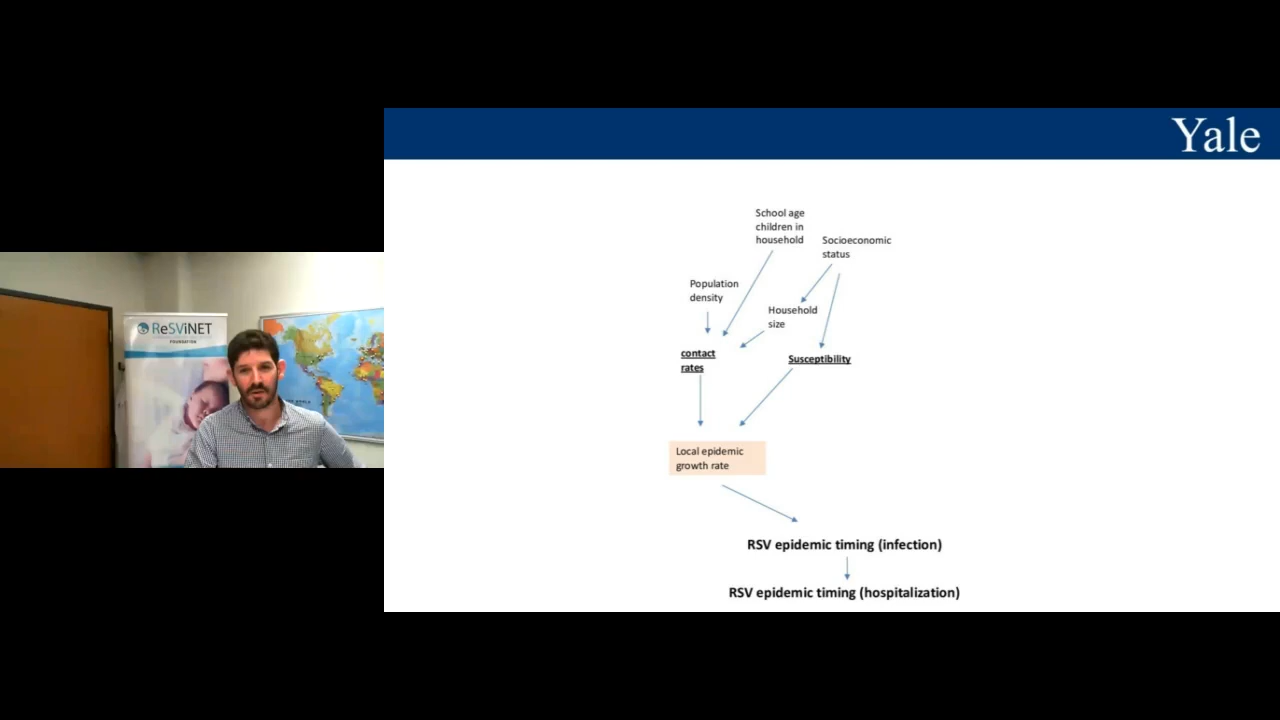 Yale
School age
children in
household
Socioeconomic
status
Population
density
Household
size
contact
rates
Susceptibility
Local epidemic
growth rate
RSV epidemic timing (infection)
RSV epidemic timing (hospitalization)
ReSViNET
FOUNDATION